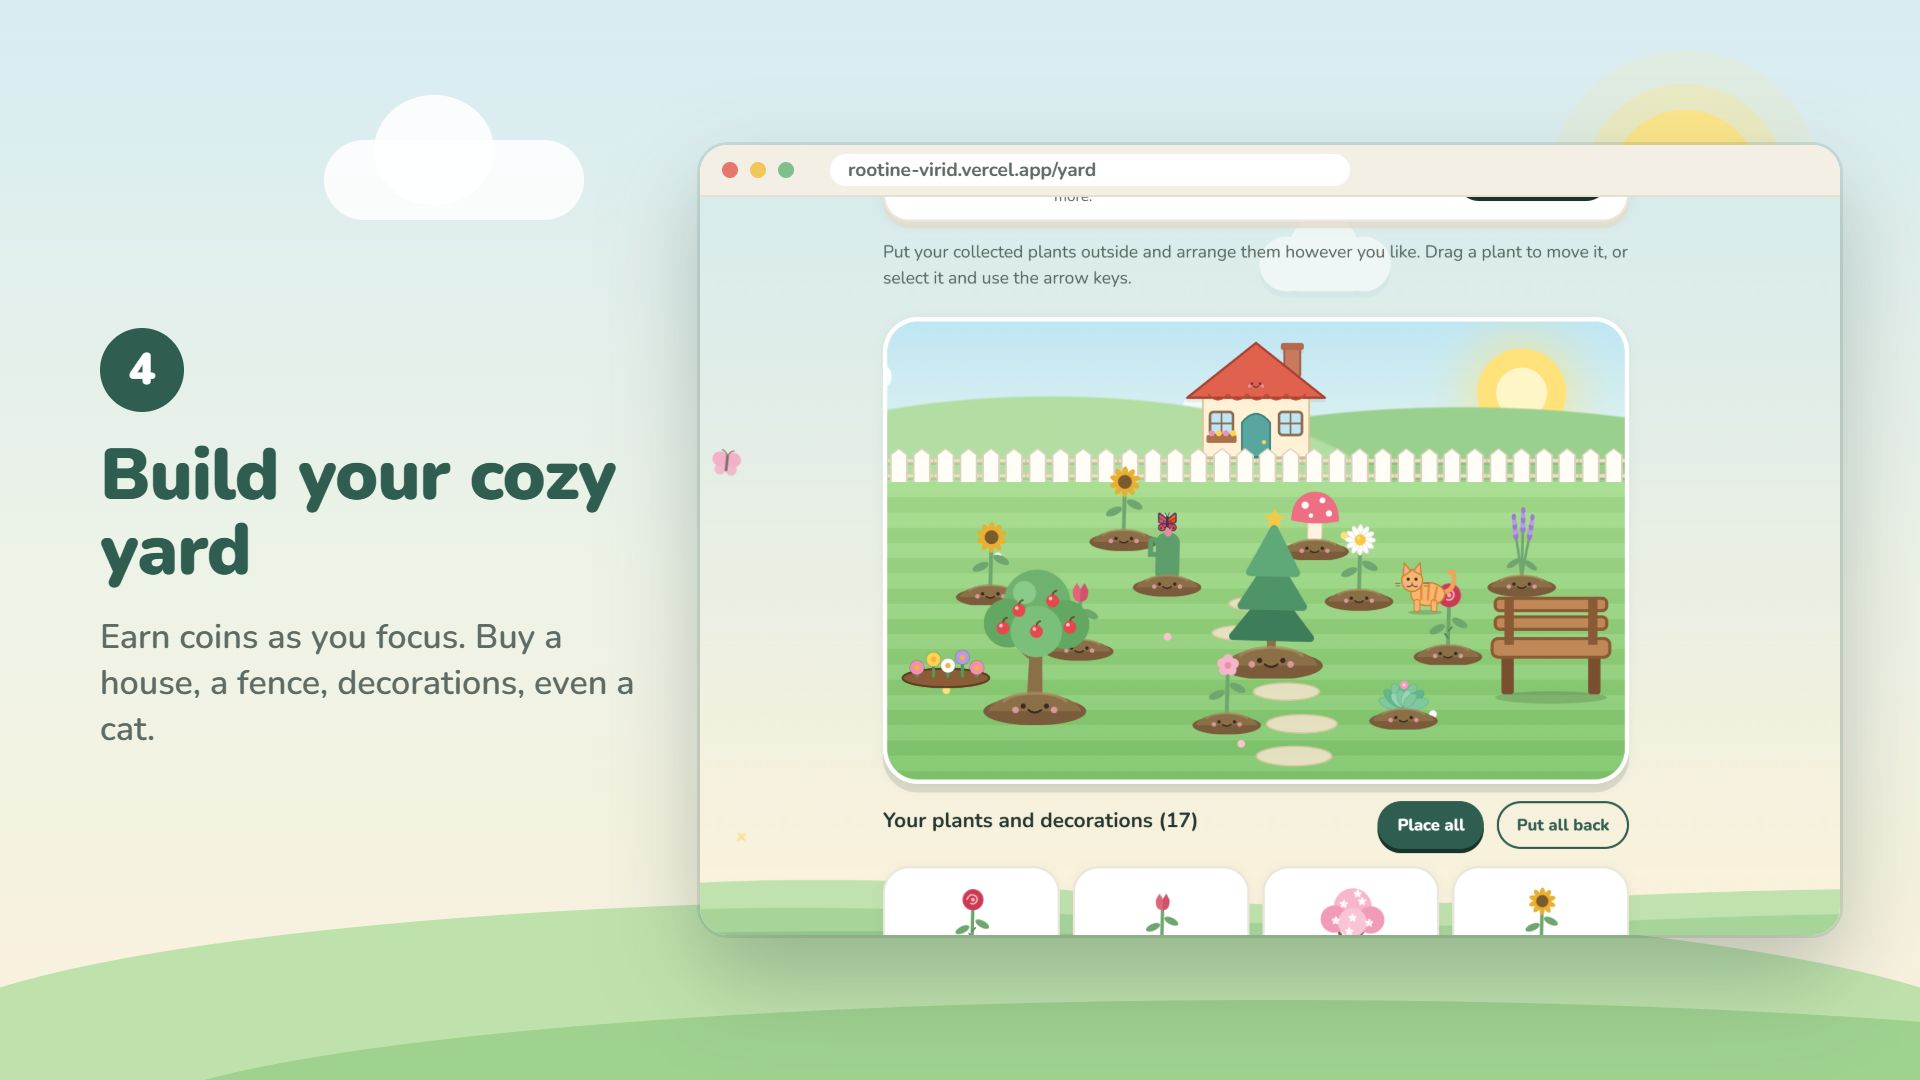 4
Build your cozy
yard
Earn coins as you focus. Buy a
house, a fence, decorations, even a
cat.
rootine-virid.vercel.app/yard
more.
Put your collected plants outside and arrange them however you like. Drag a plant to move it, or
select it and use the arrow keys.
Your plants and decorations (17)
Place all
Put all back